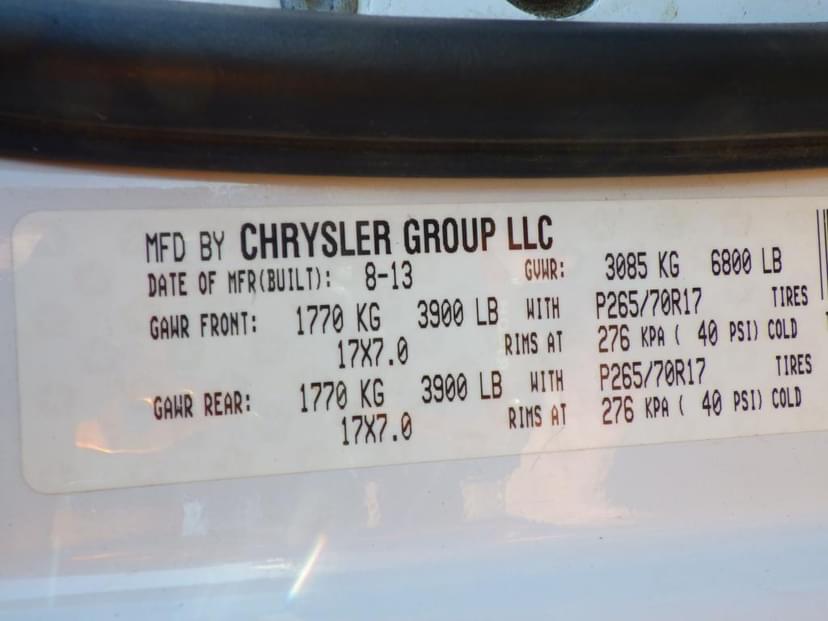 MFD BY CHRYSLER GROUP LLC
DATE OF MFR(BUILT): 8-13 GVWR: 3085 KG 6800 LB
GAWR FRONT: 1770 KG 3900 LB WITH P265/70R17 TIRES
17X7.0 RIMS AT 276 KPA ( 40 PSI) COLD
GAWR REAR: 1770 KG 3900 LB WITH P265/70R17 TIRES
17X7.0 RIMS AT 276 KPA ( 40 PSI) COLD